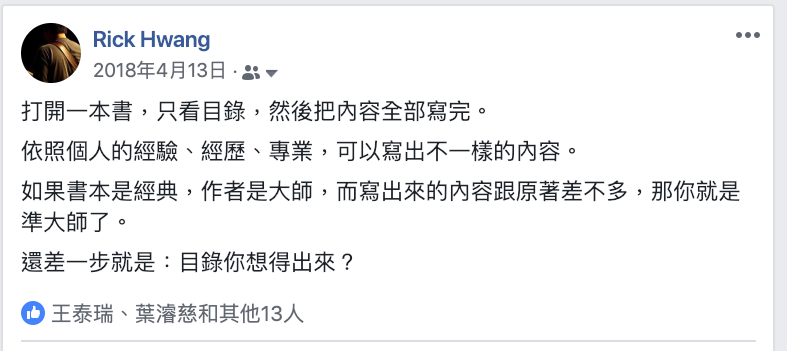 Rick Hwang
2018年4月13日 ·
打開一本書，只看目錄，然後把內容全部寫完。
依照個人的經驗、經歷、專業，可以寫出不一樣的內容。
如果書本是經典，作者是大師，而寫出來的內容跟原著差不多，那你就是
準大師了。
還差一步就是：目錄你想得出來？
王泰瑞、葉濬慈和其他13人